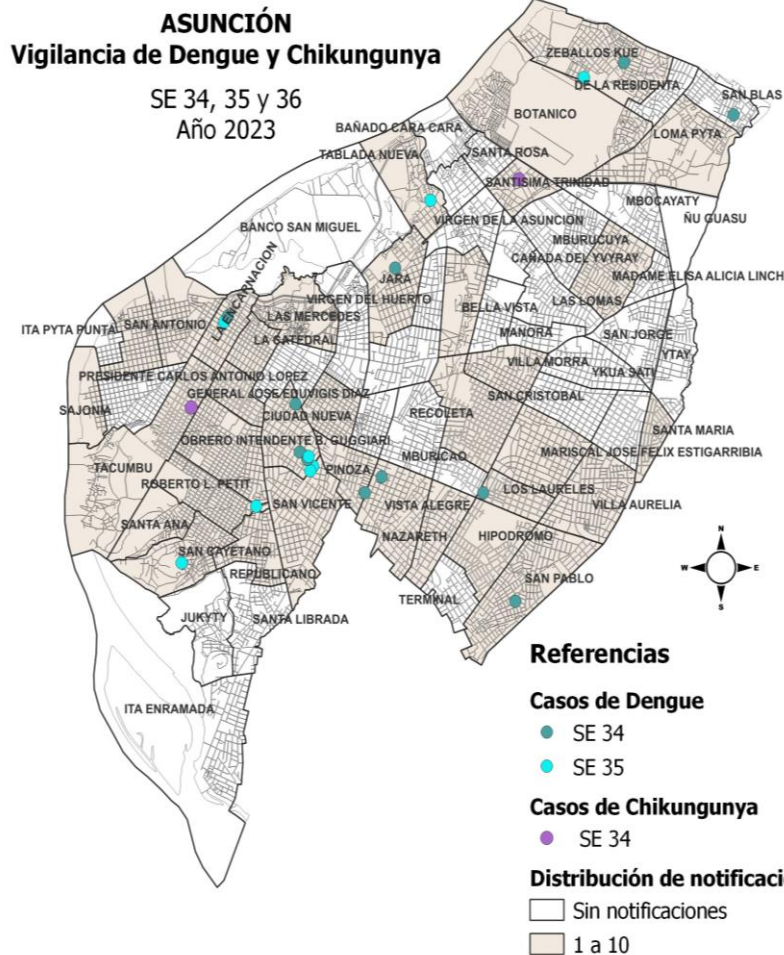 ASUNCIÓN
Vigilancia de Dengue y Chikungunya
SE 34, 35 y 36
Año 2023
ZEBALLOS KUE
DE LA RESIDENTA
SAN BLAS
BOTANICO
BAÑADO CARA CARA
LOMA PYTA
TABLADA NUEVA
SANTA ROSA
SANTISIMA TRINIDAD
MBOCAYATY
ÑU GUASU
BANCO SAN MIGUEL
VIRGEN DE LA ASUNCIÓN
MBURUCUYA
CAÑADA DEL YVYRAY
JARA
MADAME ELISA ALICIA LINCH
LA ENCARNACION
VIRGEN DEL HUERTO
BELLA VISTA
LAS LOMAS
LAS MERCEDES
ITA PYTA PUNTA
SAN ANTONIO
MANORA
SAN JORGE
LA CATEDRAL
YTAY
VILLA MORRA
YKUA SATI
PRESIDENTE CARLOS ANTONIO LOPEZ
GENERAL JOSE EDUVIGIS DIAZ
SAN CRISTOBAL
SAJONIA
CIUDAD NUEVA
RECOLETA
SANTA MARIA
OBRERO INTENDENTE B. GUGGIARI
MBURICAO
MARISCAL JOSE FELIX ESTIGARRIBIA
TACUMBU
PINOZA
ROBERTO L. PETIT
LOS LAURELES
SAN VICENTE
VISTA ALEGRE
VILLA AURELIA
SANTA ANA
NAZARETH
HIPODROMO
SAN CAYETANO
REPUBLICANO
SAN PABLO
TERMINAL
JUKYTY
SANTA LIBRADA
ITA ENRAMADA
N
W
E
S
Referencias
Casos de Dengue
SE 34
SE 35
Casos de Chikungunya
SE 34
Distribución de notificaci
Sin notificaciones
1 a 10